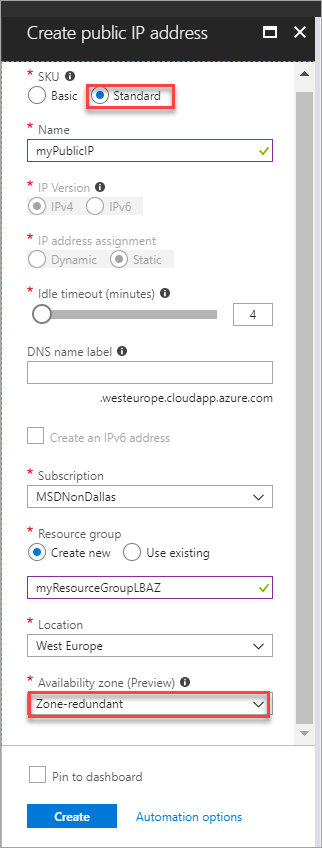 Create public IP address
* SKU
Basic Standard
* Name
myPublicIP
* IP Version
IPv4 IPv6
* IP address assignment
Dynamic Static
* Idle timeout (minutes)
4
DNS name label
.westeurope.cloudapp.azure.com
Create an IPv6 address
* Subscription
MSDNonDallas
* Resource group
Create new Use existing
myResourceGroupLBAZ
* Location
West Europe
* Availability zone (Preview)
Zone-redundant
Pin to dashboard
Create Automation options